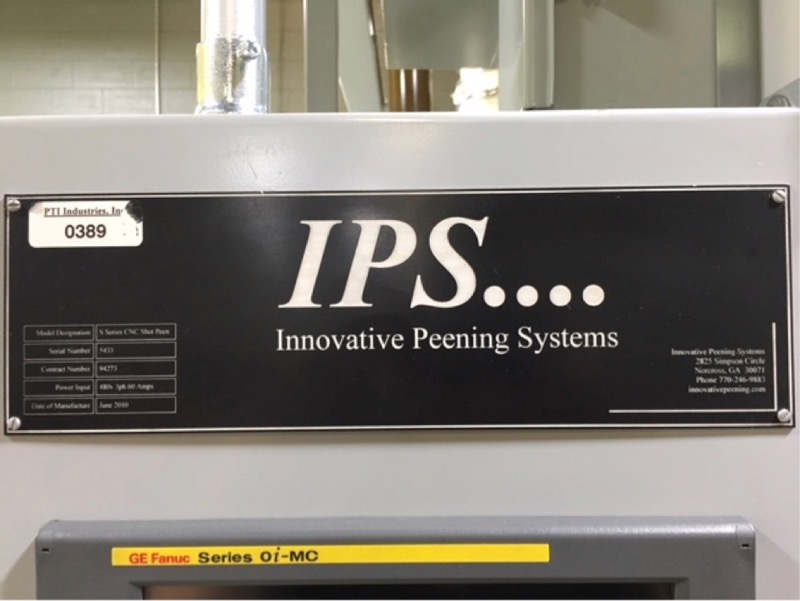 PTI Industries, In
0389
IPS....
Innovative Peening Systems
Model Designation S Series CNC Shot Peen
Serial Number 5433
Contract Number 94273
Power Input 480v 3ph 60 Amps
Date of Manufacture June 2010
Innovative Peening Systems
2825 Simpson Circle
Norcross, GA 30071
Phone 770-246-9883
innovativepeening.com
GE Fanuc Series 0i-MC